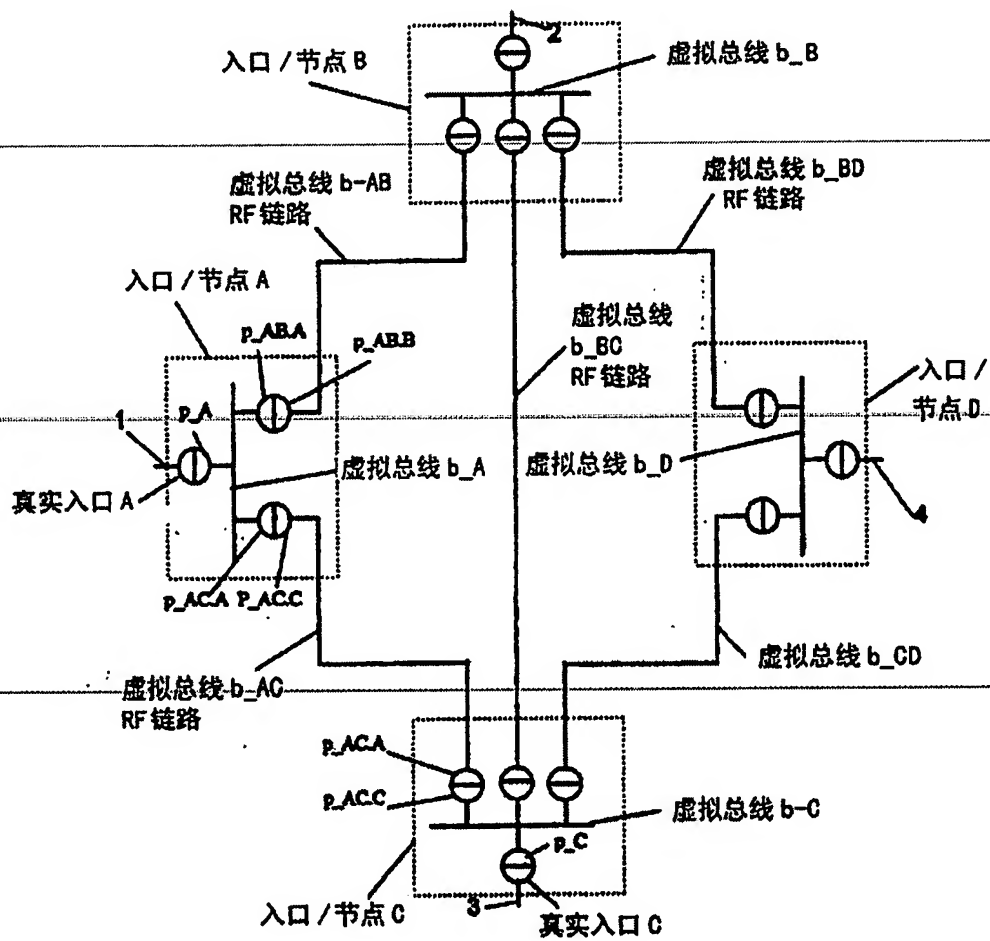 2
入口/节点 B
虚拟总线 b_B
虚拟总线 b-AB
RF 链路
虚拟总线 b_BD
RF 链路
入口/节点 A
p_AB.A
p_AB.B
虚拟总线
b_BC
RF 链路
入口/
节点 D
1
p_A
真实入口 A
虚拟总线 b_A
虚拟总线 b_D
4
p_AC.A
P_AC.C
虚拟总线 b_AC
RF 链路
虚拟总线 b_CD
p_AC.A
p_AC.C
虚拟总线 b-C
p_C
入口/节点 C
3
真实入口 C